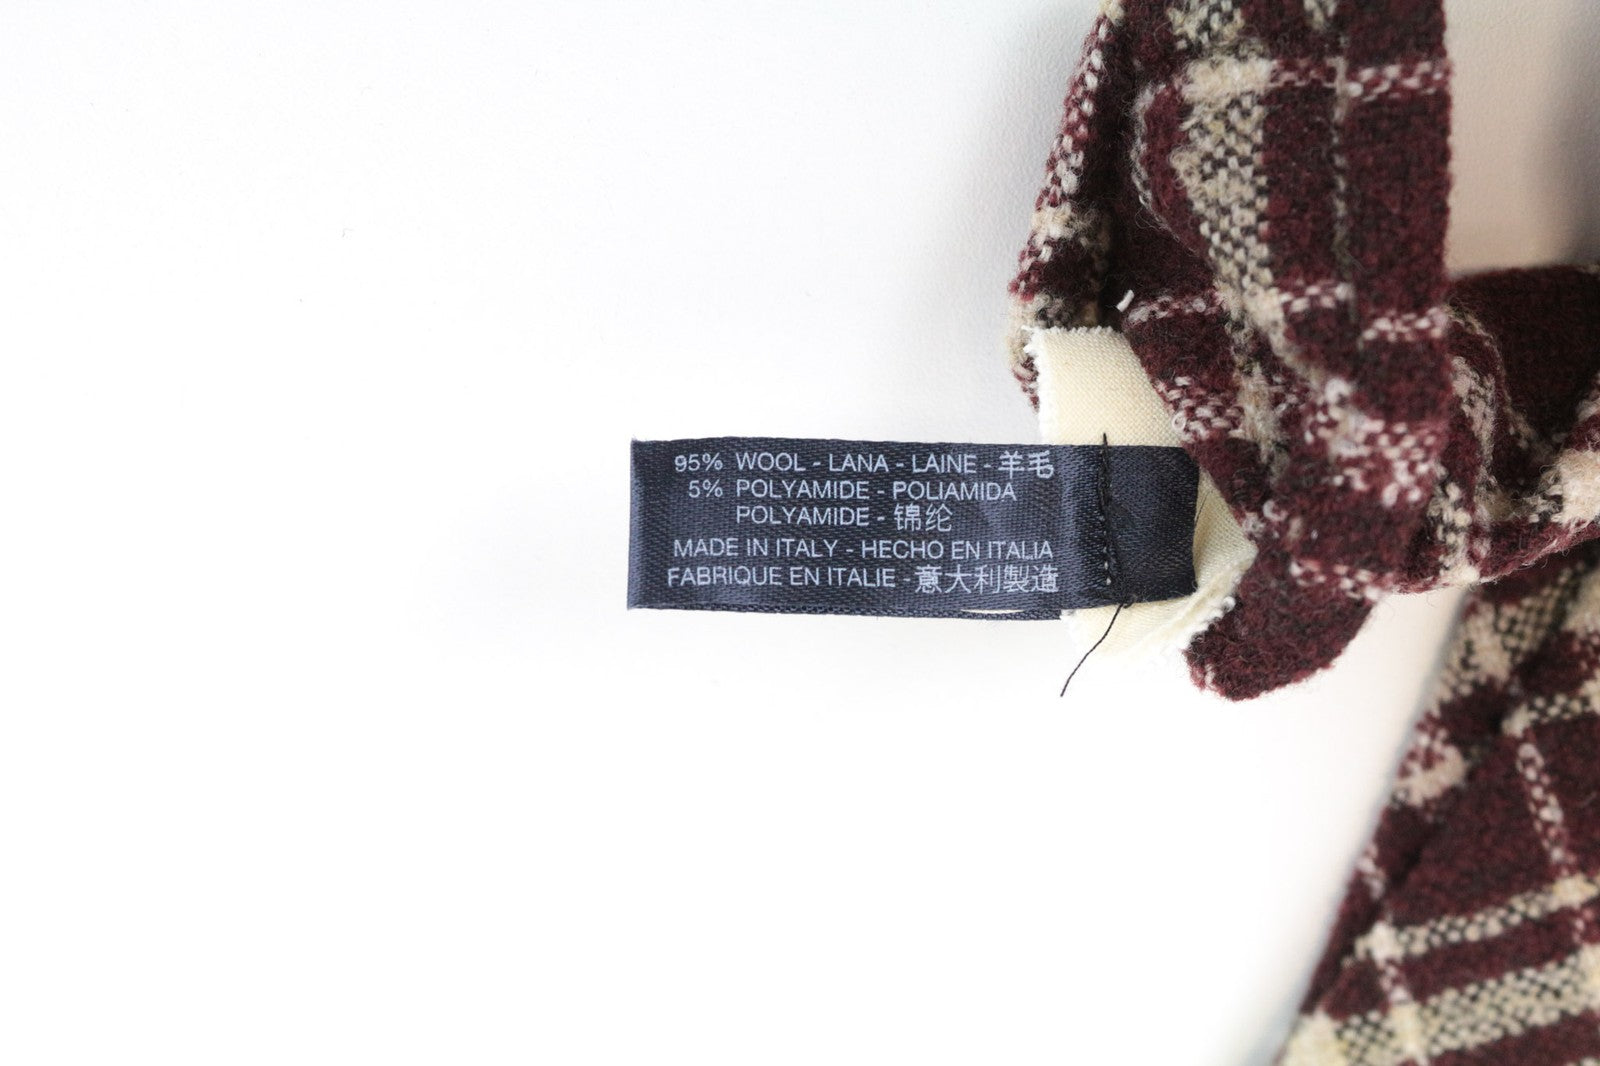 95% WOOL - LANA - LAINE - 羊毛
5% POLYAMIDE - POLIAMIDA
POLYAMIDE - 锦纶
MADE IN ITALY - HECHO EN ITALIA
FABRIQUE EN ITALIE - 意大利製造